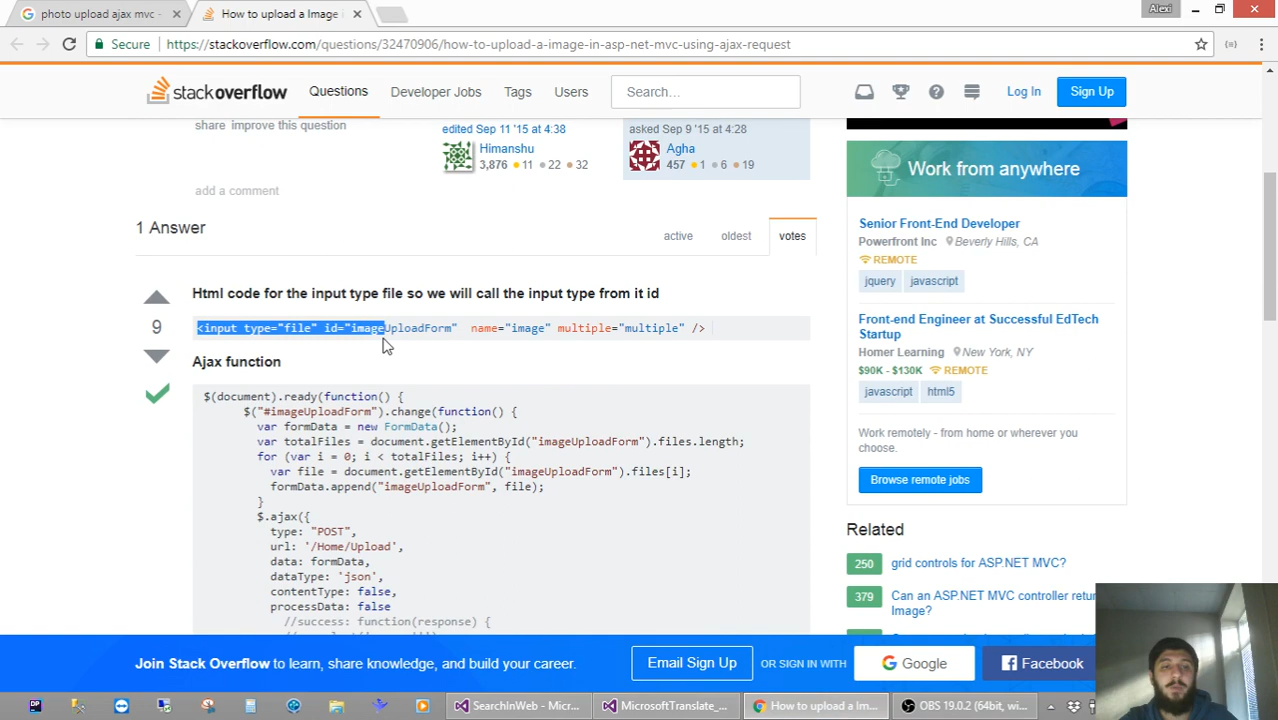 photo upload ajax mvc -
How to upload a Image i
Alexi
Secure
https://stackoverflow.com/questions/32470906/how-to-upload-a-image-in-asp-net-mvc-using-ajax-request
stackoverflow
Questions
Developer Jobs
Tags
Users
Search...
Log In
Sign Up
share improve this question
edited Sep 11 '15 at 4:38
Himanshu
3,876 11 22 32
asked Sep 9 '15 at 4:28
Agha
457 1 6 19
add a comment
1 Answer
active
oldest
votes
9
Html code for the input type file so we will call the input type from it id
<input type="file" id="imageUploadForm"  name="image" multiple="multiple" />
Ajax function
$(document).ready(function() {
$("#imageUploadForm").change(function() {
var formData = new FormData();
var totalFiles = document.getElementById("imageUploadForm").files.length;
for (var i = 0; i < totalFiles; i++) {
var file = document.getElementById("imageUploadForm").files[i];
formData.append("imageUploadForm", file);
}
$.ajax({
type: "POST",
url: '/Home/Upload',
data: formData,
dataType: 'json',
contentType: false,
processData: false
//success: function(response) {
Work from anywhere
Senior Front-End Developer
Powerfront Inc Beverly Hills, CA
REMOTE
jquery javascript
Front-end Engineer at Successful EdTech
Startup
Homer Learning New York, NY
$90K - $130K REMOTE
javascript html5
Work remotely - from home or wherever you
choose.
Browse remote jobs
Related
250 grid controls for ASP.NET MVC?
379 Can an ASP.NET MVC controller retur
Image?
Join Stack Overflow to learn, share knowledge, and build your career.
Email Sign Up
OR SIGN IN WITH
Google
Facebook
DP
SearchInWeb - Micr...
MicrosoftTranslate_...
How to upload a Im...
OBS 19.0.2 (64bit, wi...